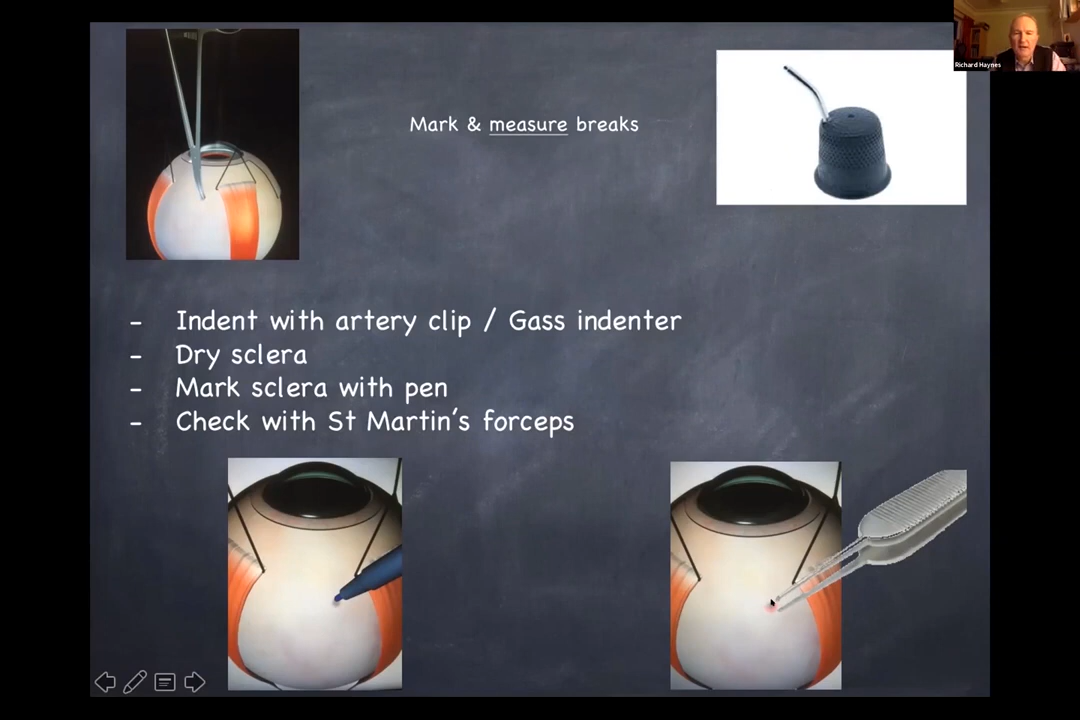 Richard Haynes
Mark & measure breaks
- Indent with artery clip / Gass indenter
- Dry sclera
- Mark sclera with pen
- Check with St Martin's forceps